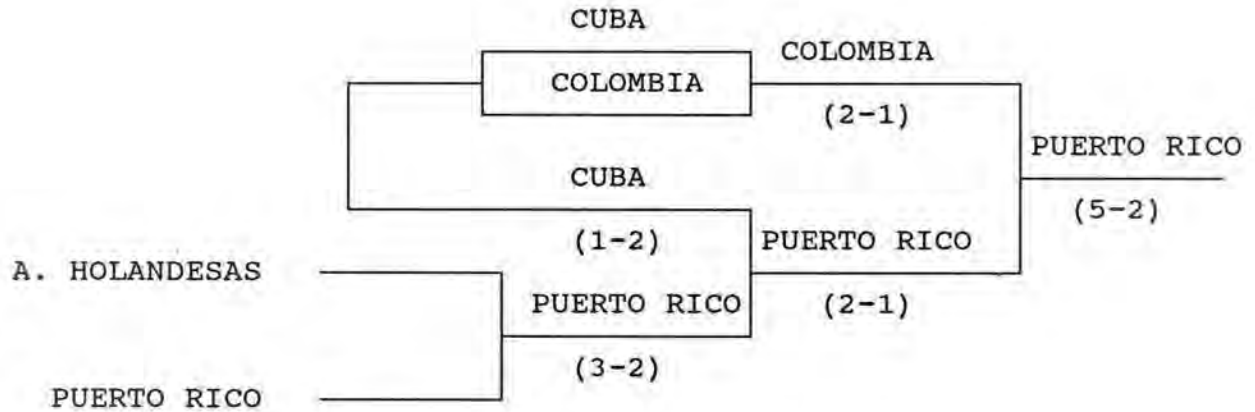 CUBA
COLOMBIA
COLOMBIA
(2-1)
PUERTO RICO
(5-2)
CUBA
(1-2)
PUERTO RICO
(2-1)
A. HOLANDESAS
PUERTO RICO
(3-2)
PUERTO RICO